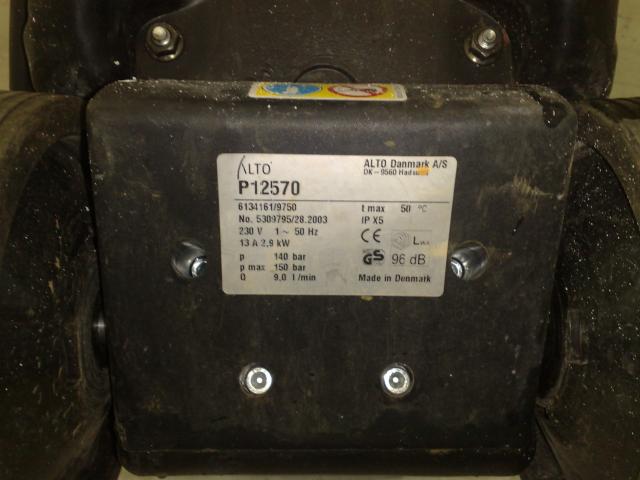 ALTO
ALTO Danmark A/S
DK - 9560 Hadsund
P12570
6134161/9750
t max 50 °C
No. 5309795/28.2003
IP X5
230 V 1 ~ 50 Hz
13 A 2,9 kW
CE
p 140 bar
GS 96 dB
p max 150 bar
Q 9,0 l/min
Made in Denmark